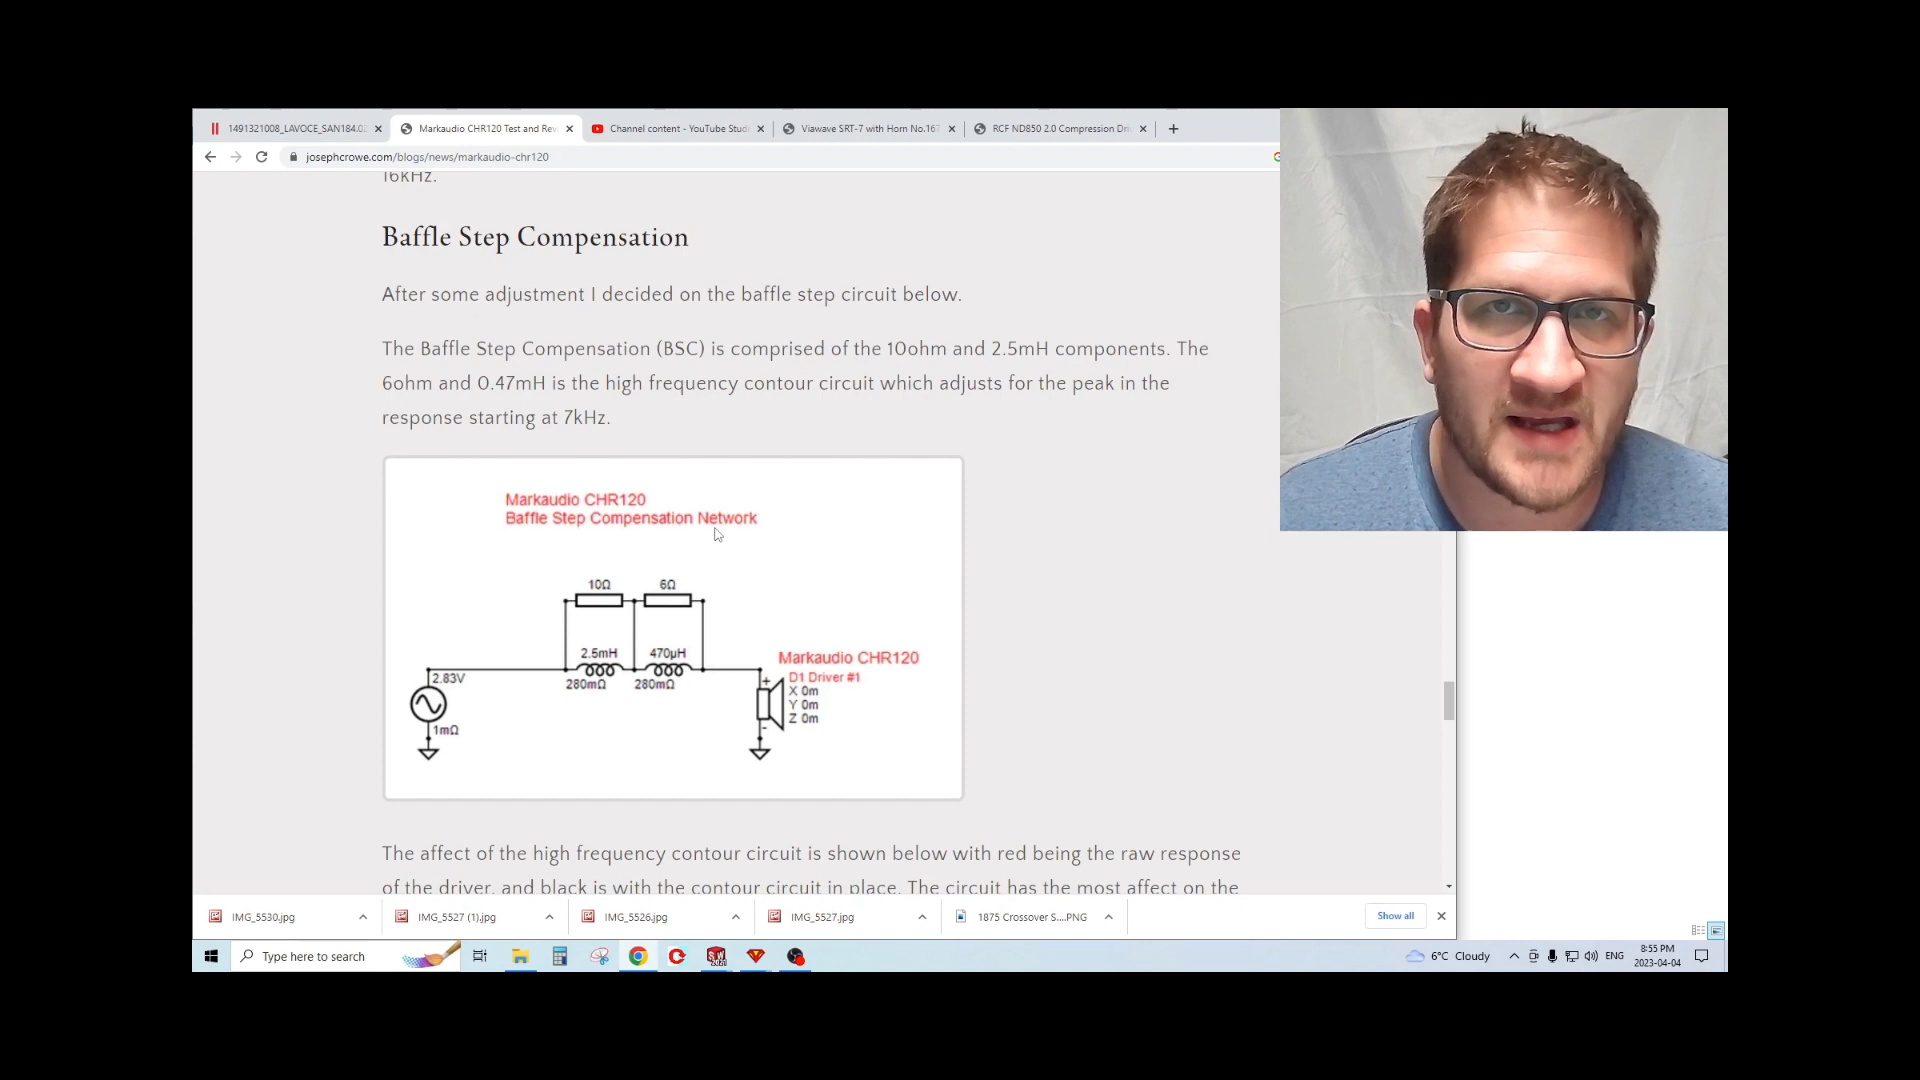 1491321008_LAVOCE_SAN184.0
Markaudio CHR120 Test and Rev
Channel content - YouTube Stud
Viawave SRT-7 with Horn No.167
RCF ND850 2.0 Compression Dri
josephcrowe.com/blogs/news/markaudio-chr120
16kHz.
Baffle Step Compensation
After some adjustment I decided on the baffle step circuit below.
The Baffle Step Compensation (BSC) is comprised of the 10ohm and 2.5mH components. The
6ohm and 0.47mH is the high frequency contour circuit which adjusts for the peak in the
response starting at 7kHz.
Markaudio CHR120
Baffle Step Compensation Network
10Ω 6Ω
2.5mH 470µH
280mΩ 280mΩ
2.83V
1mΩ
Markaudio CHR120
D1 Driver #1
X 0m
Y 0m
Z 0m
+
-
The affect of the high frequency contour circuit is shown below with red being the raw response
of the driver, and black is with the contour circuit in place. The circuit has the most affect on the
IMG_5530.jpg
IMG_5527 (1).jpg
IMG_5526.jpg
IMG_5527.jpg
1875 Crossover S....PNG
Show all
Type here to search
6°C Cloudy
ENG
8:55 PM
2023-04-04